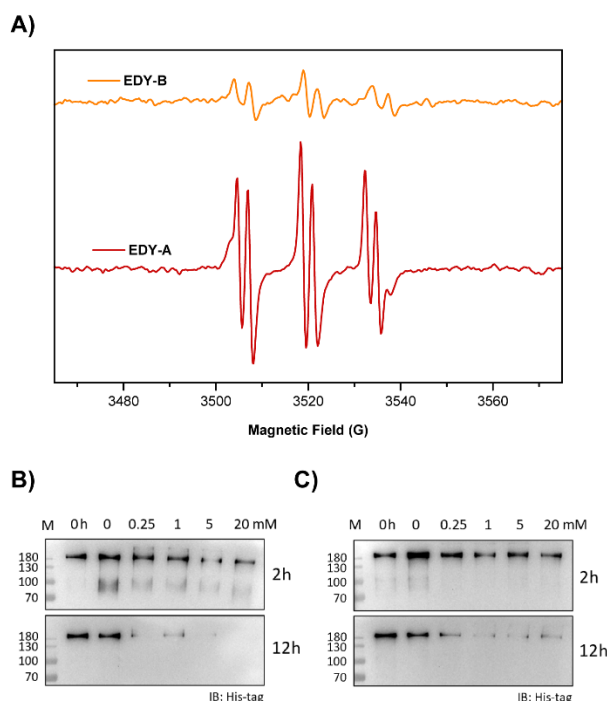 A)
EDY-B
EDY-A
3480 3500 3520 3540 3560
Magnetic Field (G)
B)
M 0h 0 0.25 1 5 20 mM
180
130
100
70
2h
180
130
100
70
12h
IB: His-tag
C)
M 0h 0 0.25 1 5 20 mM
180
130
100
70
2h
180
130
100
70
12h
IB: His-tag